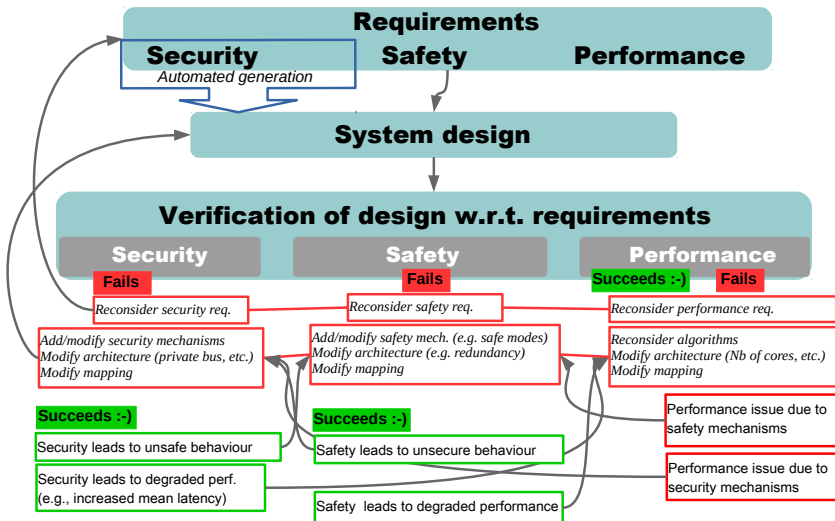 Requirements
Security Safety Performance
Automated generation
System design
Verification of design w.r.t. requirements
Security Safety Performance
Fails Fails Succeeds :-) Fails
Reconsider security req. Reconsider safety req. Reconsider performance req.
Add/modify security mechanisms
Modify architecture (private bus, etc.)
Modify mapping
Add/modify safety mech. (e.g. safe modes)
Modify architecture (e.g. redundancy)
Modify mapping
Reconsider algorithms
Modify architecture (Nb of cores, etc.)
Modify mapping
Succeeds :-)
Succeeds :-)
Performance issue due to
safety mechanisms
Security leads to unsafe behaviour
Safety leads to unsecure behaviour
Performance issue due to
security mechanisms
Security leads to degraded perf.
(e.g., increased mean latency)
Safety leads to degraded performance